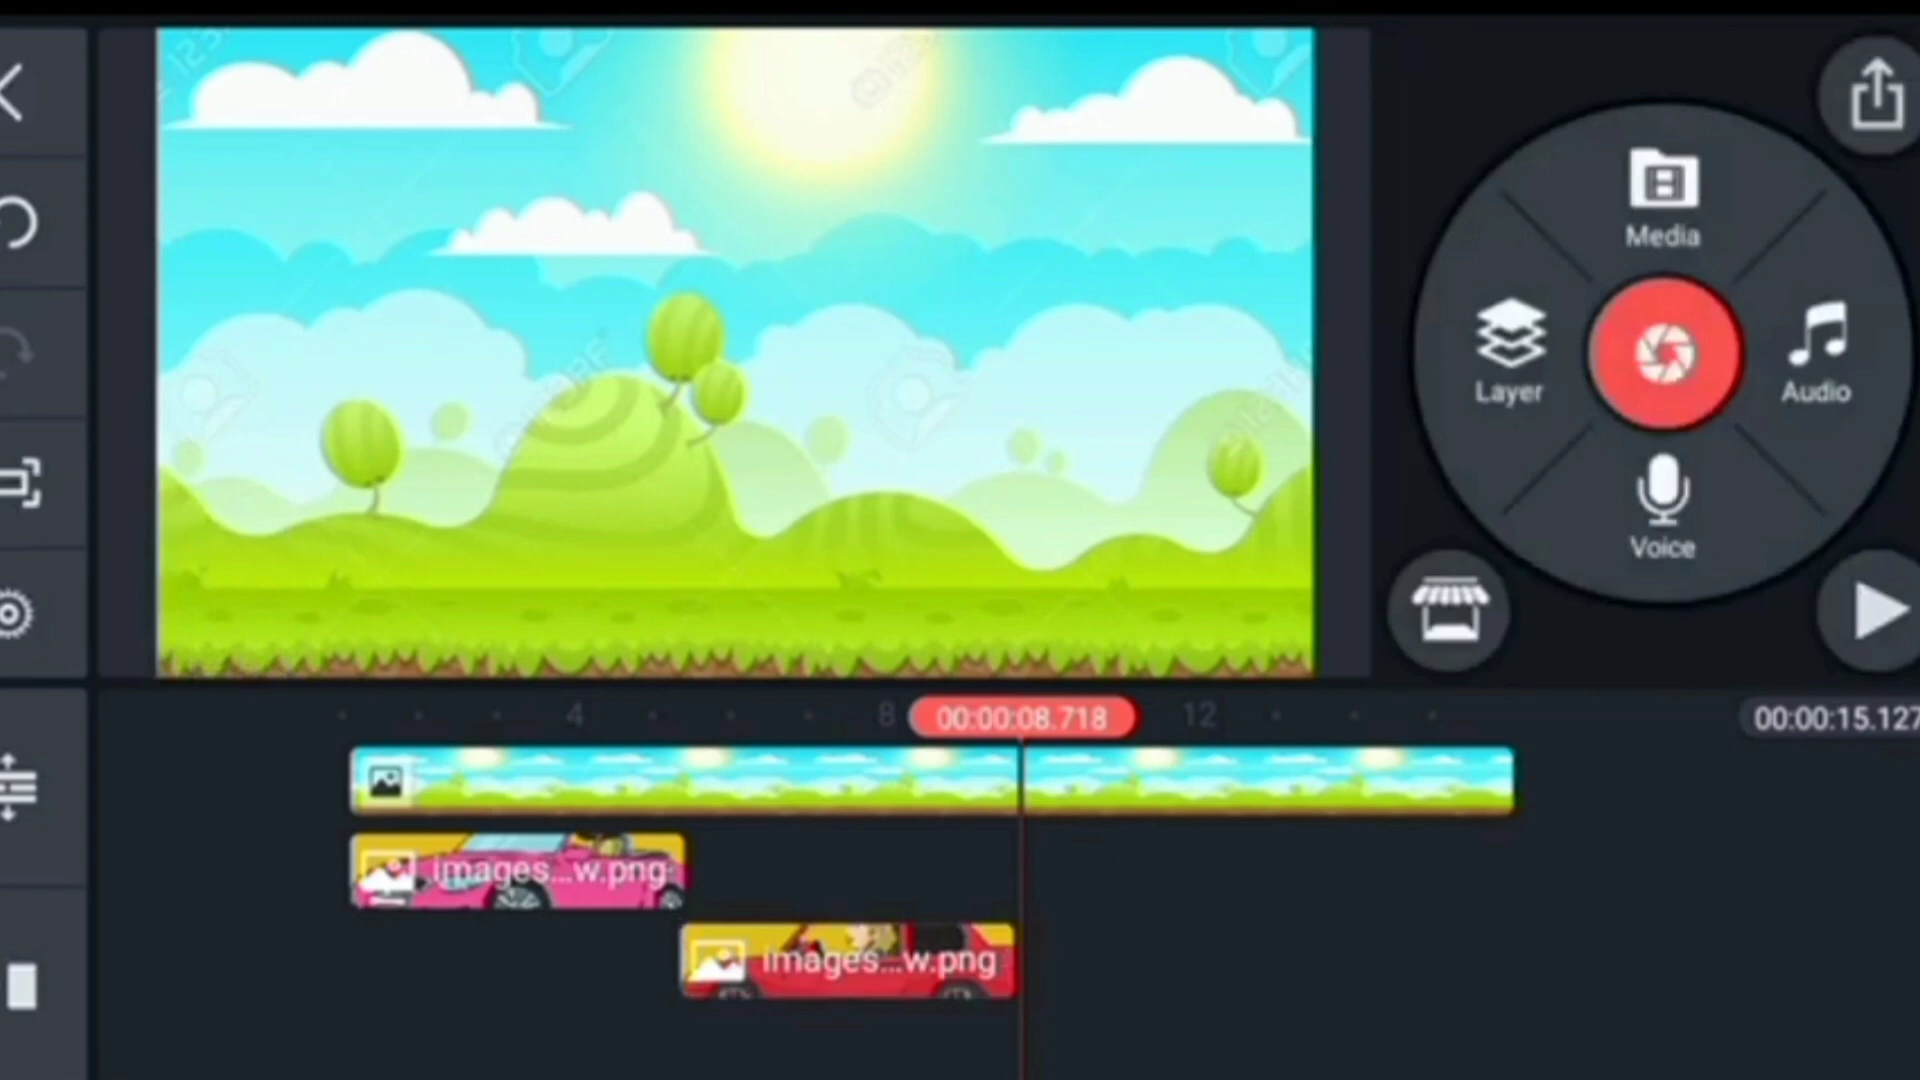 Media
Layer
Audio
Voice
4
8
00:00:08.718
12
00:00:15.127
images...w.png
images...w.png